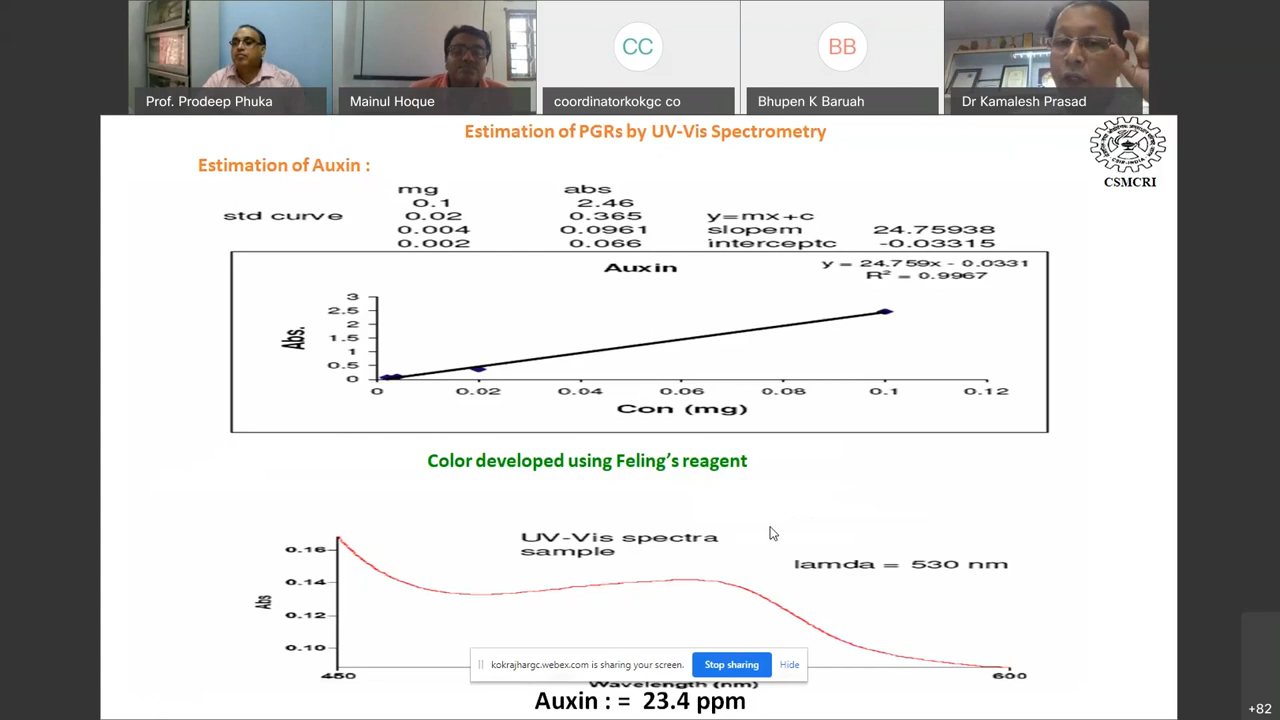 CC
BB
Prof. Prodeep Phuka
Mainul Hoque
coordinatorkokgc co
Bhupen K Baruah
Dr Kamalesh Prasad
Estimation of PGRs by UV-Vis Spectrometry
CSMCRI
Estimation of Auxin :
mg abs
0.1 2.46
std curve 0.02 0.365 y=mx+c
0.004 0.0961 slopem 24.75938
0.002 0.066 interceptc -0.03315
Auxin
y = 24.759x - 0.0331
R² = 0.9967
Abs.
3
2.5
2
1.5
1
0.5
0
0 0.02 0.04 0.06 0.08 0.1 0.12
Con (mg)
Color developed using Feling's reagent
UV-Vis spectra
sample
lamda = 530 nm
Abs
0.16
0.14
0.12
0.10
kokrajhargc.webex.com is sharing your screen.
Stop sharing
Hide
450 600
Wavelength (nm)
Auxin : = 23.4 ppm
+82